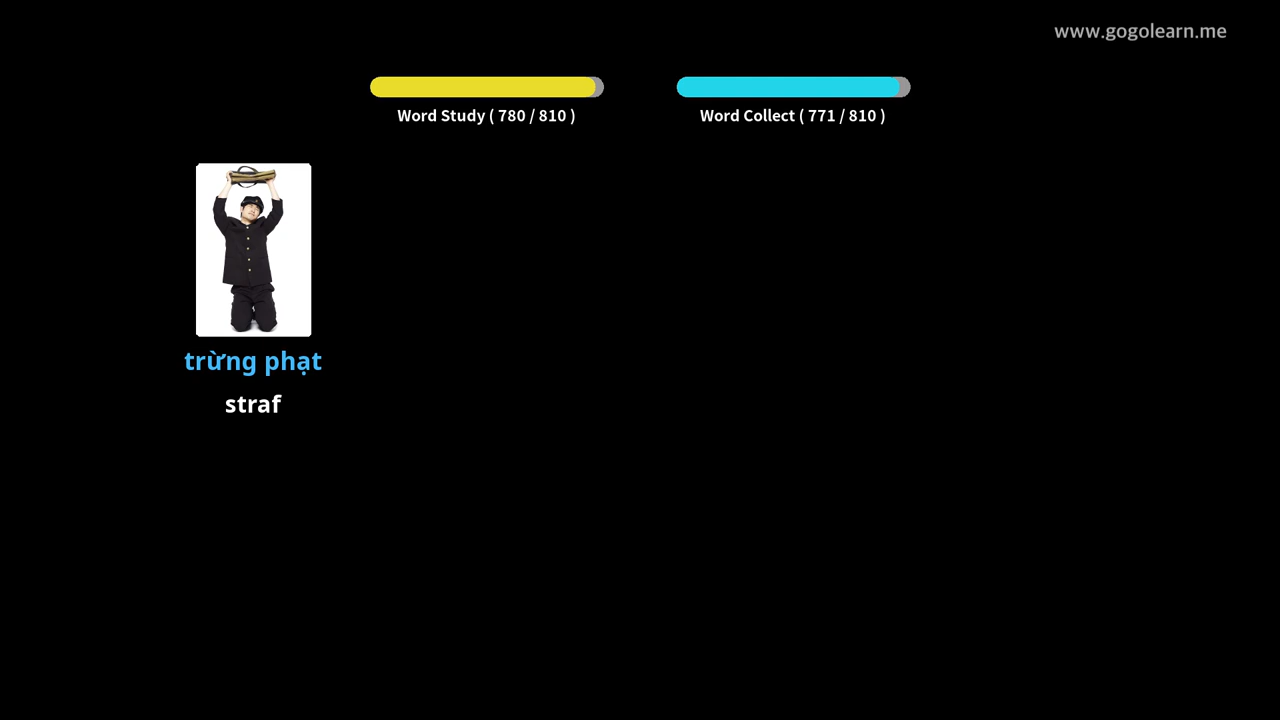 www.gogolearn.me
Word Study ( 780 / 810 )
Word Collect ( 771 / 810 )
trừng phạt
straf